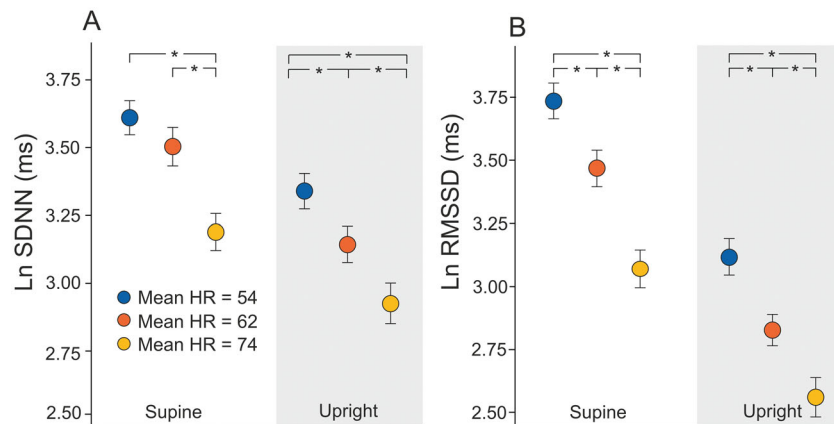 A
Ln SDNN (ms)
3.75
3.50
3.25
3.00
2.75
2.50
* 
*
*
*
*
Mean HR = 54
Mean HR = 62
Mean HR = 74
Supine
Upright
B
Ln RMSSD (ms)
3.75
3.50
3.25
3.00
2.75
2.50
*
*
*
*
*
*
Supine
Upright